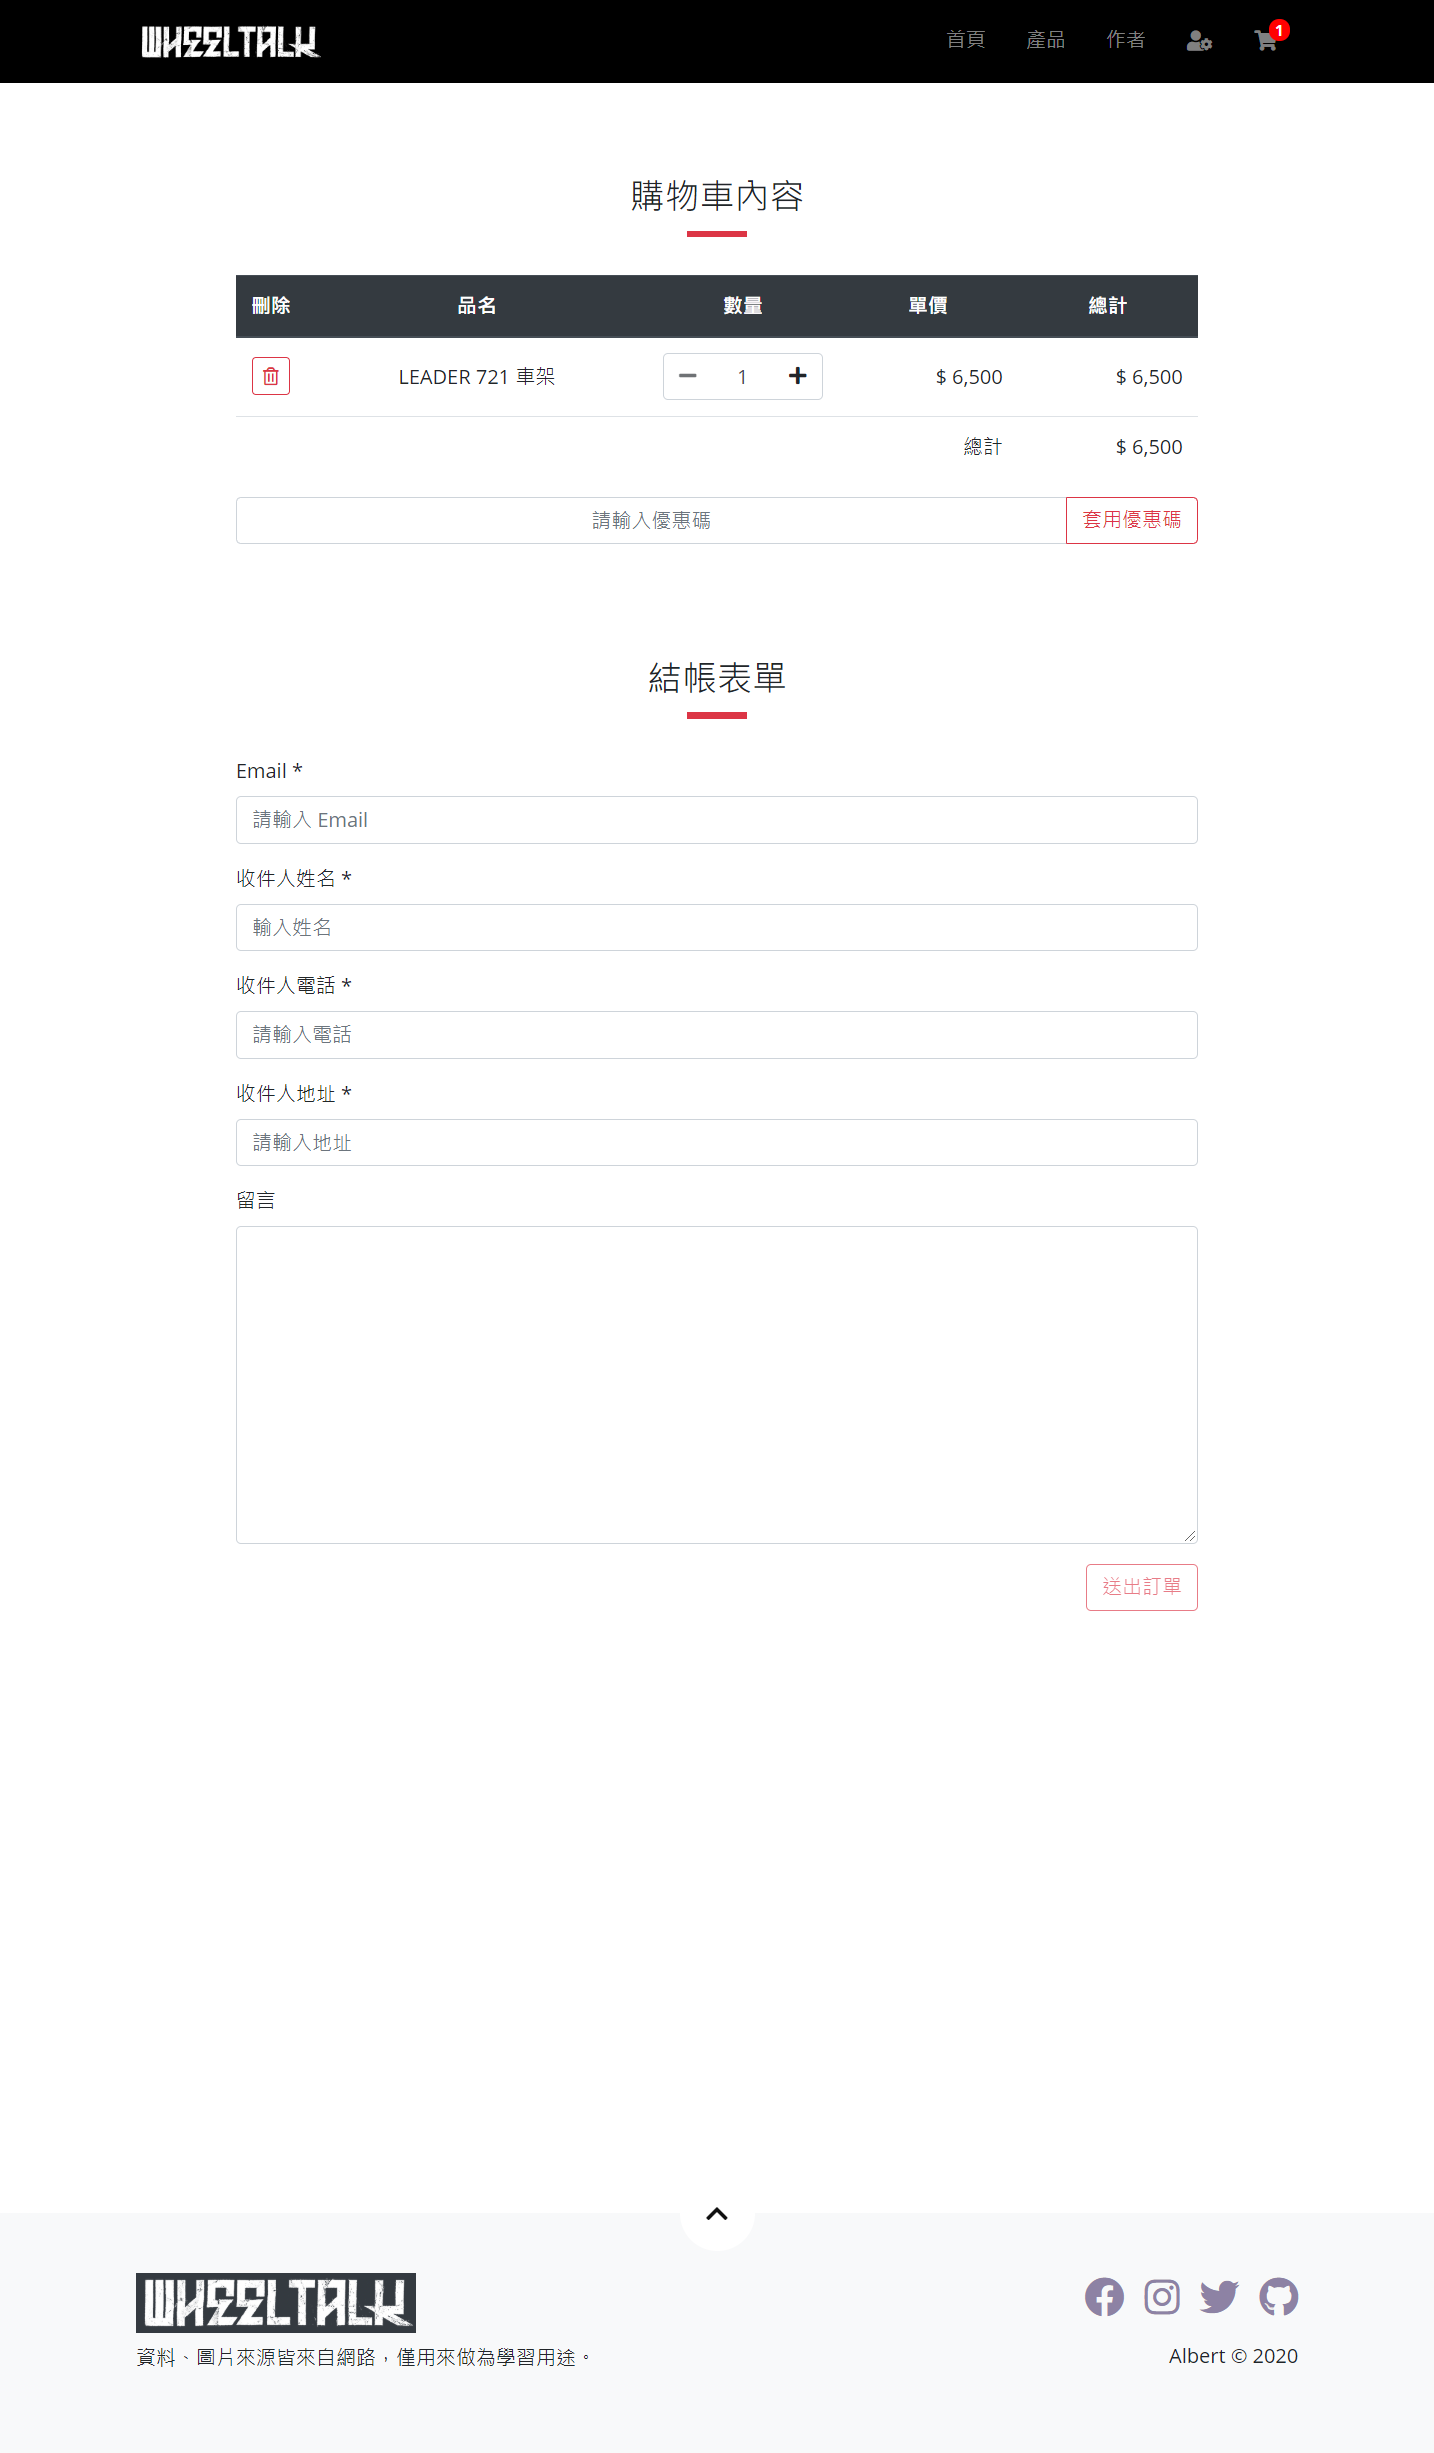 WHEELTALK
首頁 產品 作者 1
購物車內容
刪除 品名 數量 單價 總計
LEADER 721 車架 1 $ 6,500 $ 6,500
總計 $ 6,500
請輸入優惠碼 套用優惠碼
結帳表單
Email *
請輸入 Email
收件人姓名 *
輸入姓名
收件人電話 *
請輸入電話
收件人地址 *
請輸入地址
留言
送出訂單
WHEELTALK
資料、圖片來源皆來自網路，僅用來做為學習用途。
Albert © 2020